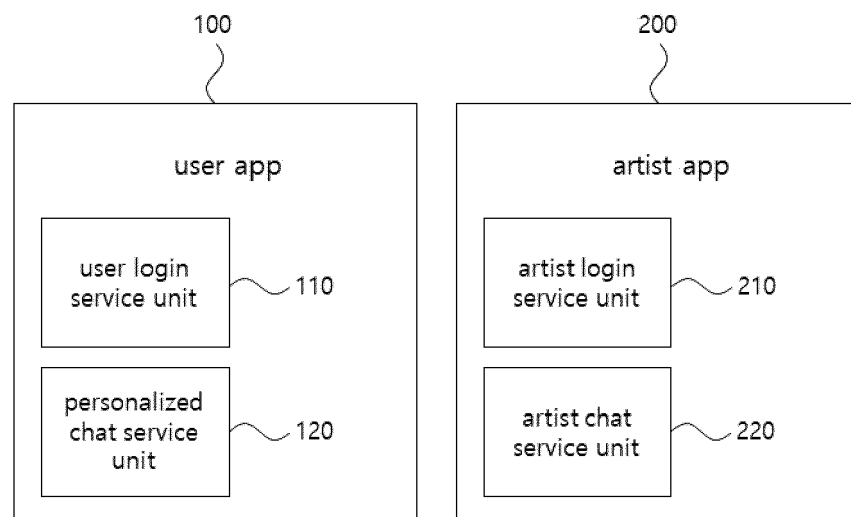 100
200
user app
artist app
user login
service unit
110
artist login
service unit
210
personalized
chat service
unit
120
artist chat
service unit
220